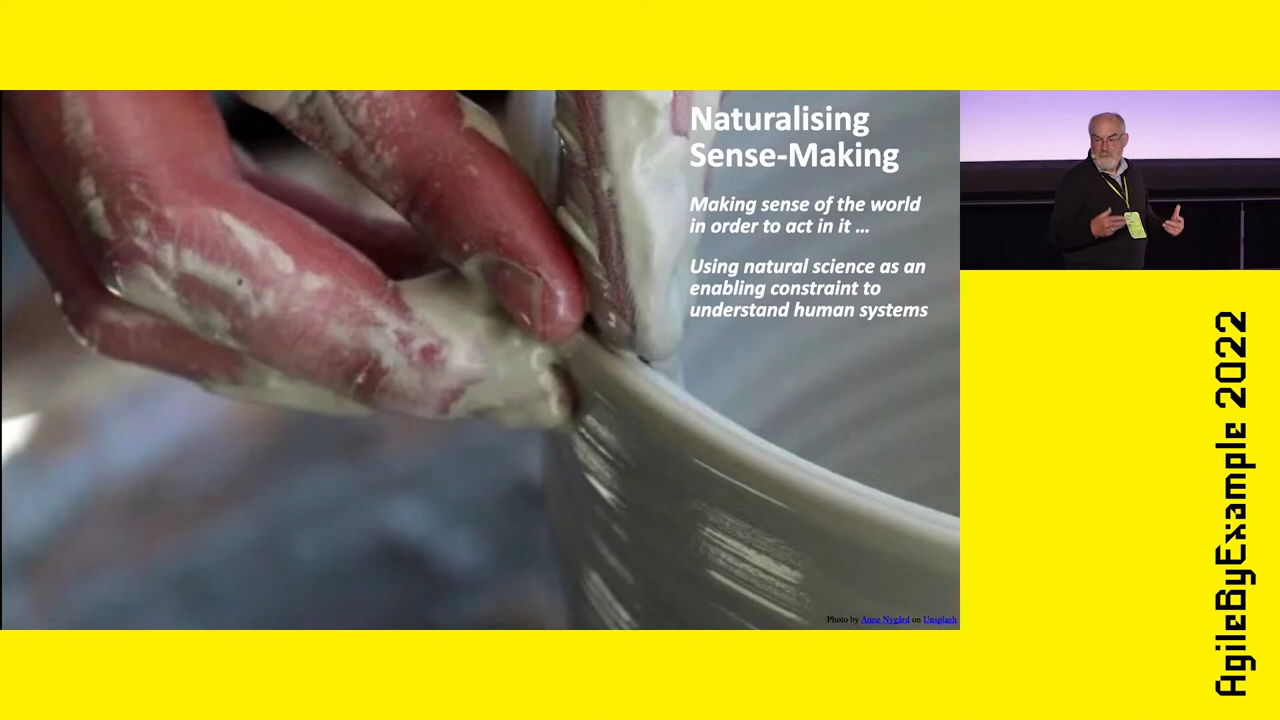 Naturalising
Sense-Making
Making sense of the world
in order to act in it ...
Using natural science as an
enabling constraint to
understand human systems
Photo by Anne Nygård on Unsplash
AgileByExample 2022